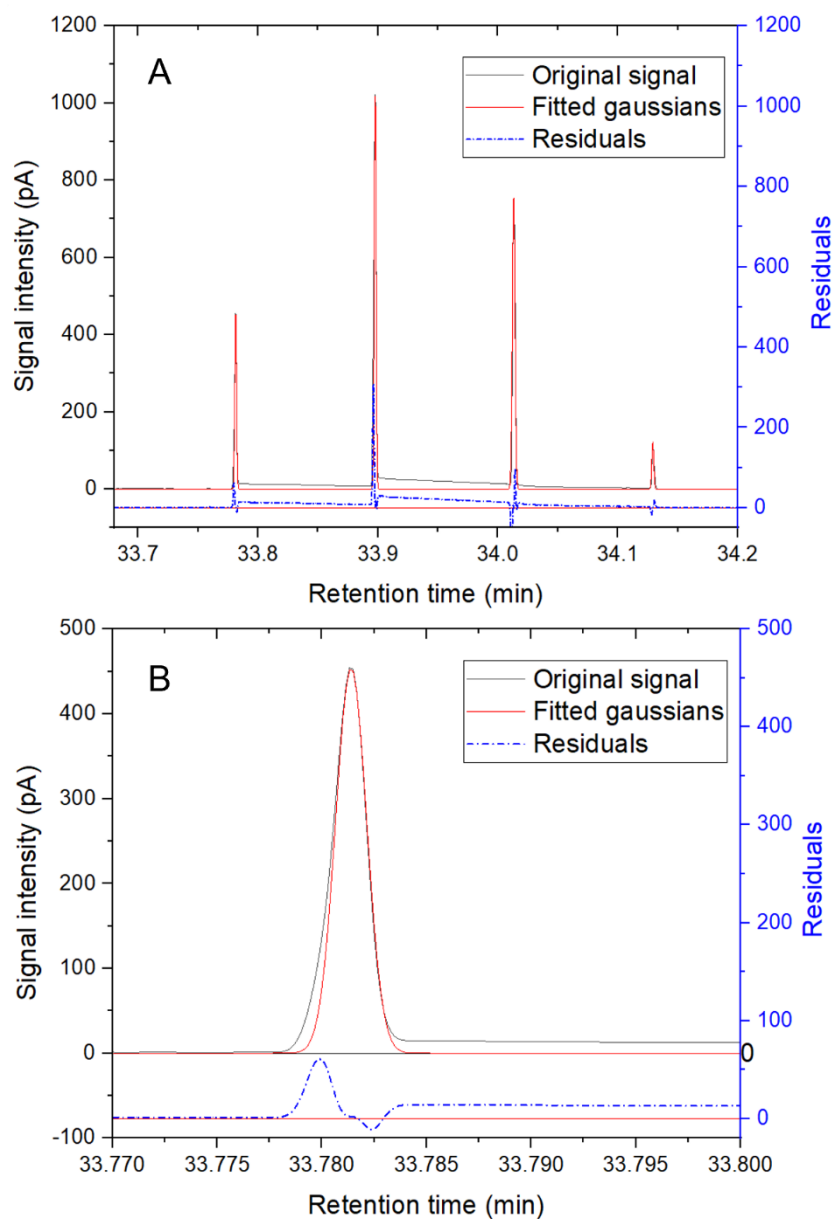 A
Original signal
Fitted gaussians
Residuals
1200
1000
800
600
400
200
0
Signal intensity (pA)
1200
1000
800
600
400
200
0
Residuals
33.7 33.8 33.9 34.0 34.1 34.2
Retention time (min)
B
Original signal
Fitted gaussians
Residuals
500
400
300
200
100
0
-100
Signal intensity (pA)
500
400
300
200
100
0
0
Residuals
33.770 33.775 33.780 33.785 33.790 33.795 33.800
Retention time (min)